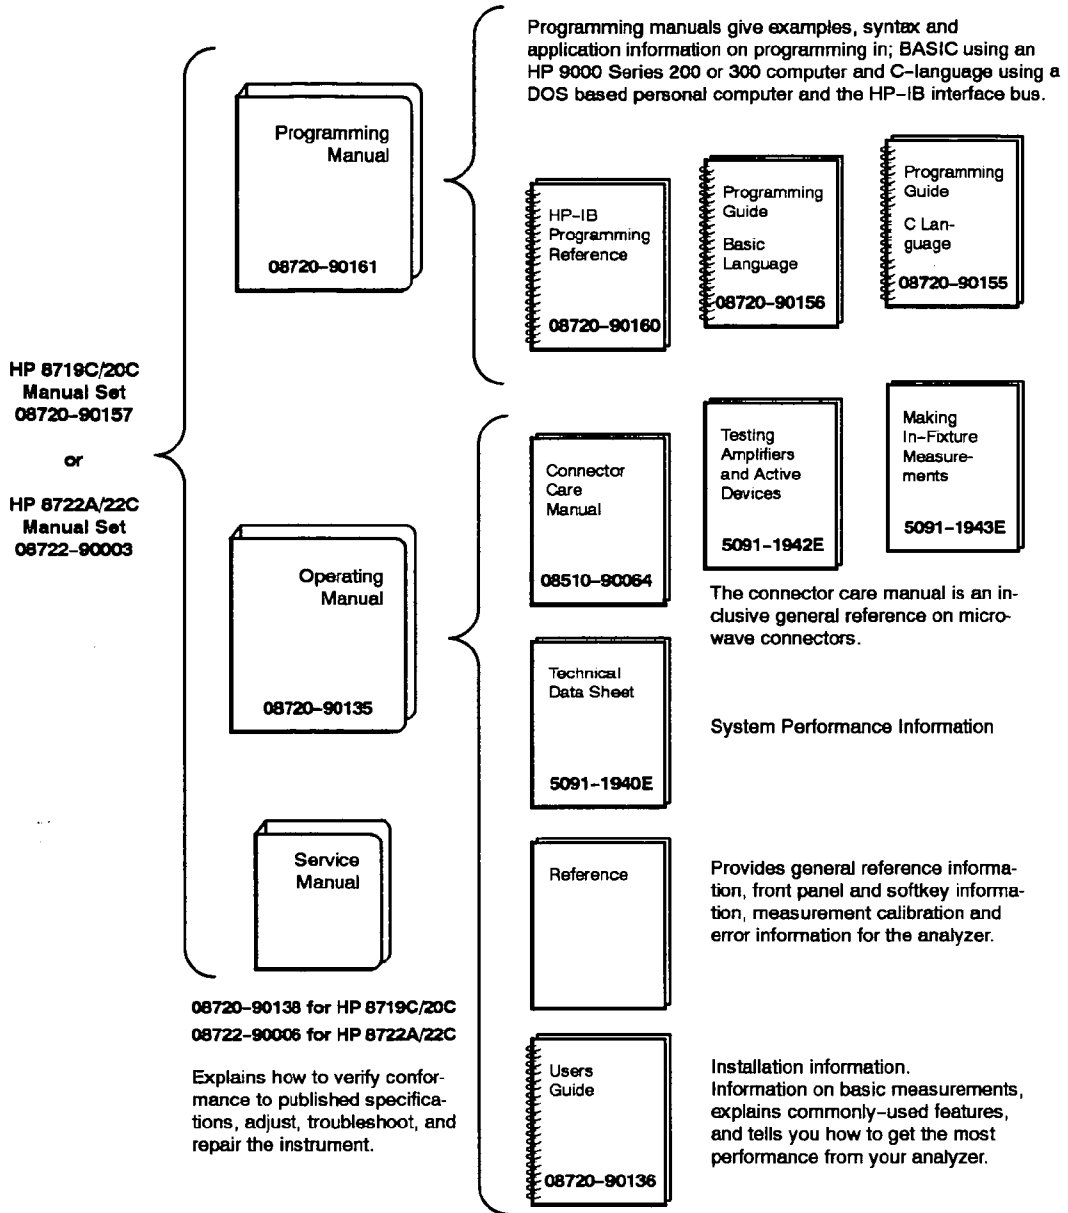 Programming manuals give examples, syntax and
application information on programming in; BASIC using an
HP 9000 Series 200 or 300 computer and C-language using a
DOS based personal computer and the HP-IB interface bus.
Programming
Manual
08720-90161
HP-IB
Programming
Reference
08720-90160
Programming
Guide
Basic
Language
08720-90156
Programming
Guide
C Lan-
guage
08720-90155
HP 8719C/20C
Manual Set
08720-90157
or
HP 8722A/22C
Manual Set
08722-90003
Operating
Manual
08720-90135
Connector
Care
Manual
08510-90064
Testing
Amplifiers
and Active
Devices
5091-1942E
Making
In-Fixture
Measure-
ments
5091-1943E
The connector care manual is an in-
clusive general reference on micro-
wave connectors.
Technical
Data Sheet
5091-1940E
System Performance Information
Service
Manual
08720-90138 for HP 8719C/20C
08722-90006 for HP 8722A/22C
Explains how to verify confor-
mance to published specifica-
tions, adjust, troubleshoot, and
repair the instrument.
Reference
Provides general reference informa-
tion, front panel and softkey informa-
tion, measurement calibration and
error information for the analyzer.
Users
Guide
08720-90136
Installation information.
Information on basic measurements,
explains commonly-used features,
and tells you how to get the most
performance from your analyzer.